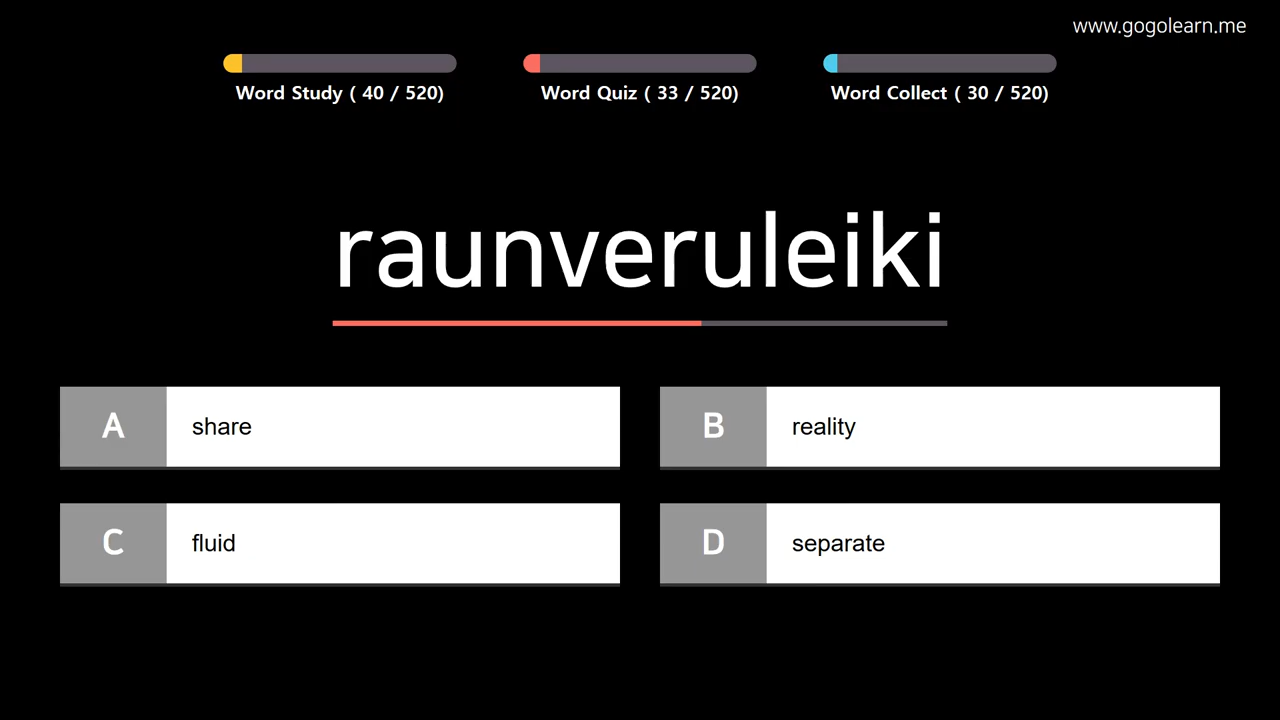 www.gogolearn.me
Word Study ( 40 / 520)
Word Quiz ( 33 / 520)
Word Collect ( 30 / 520)
raunveruleiki
A share
B reality
C fluid
D separate